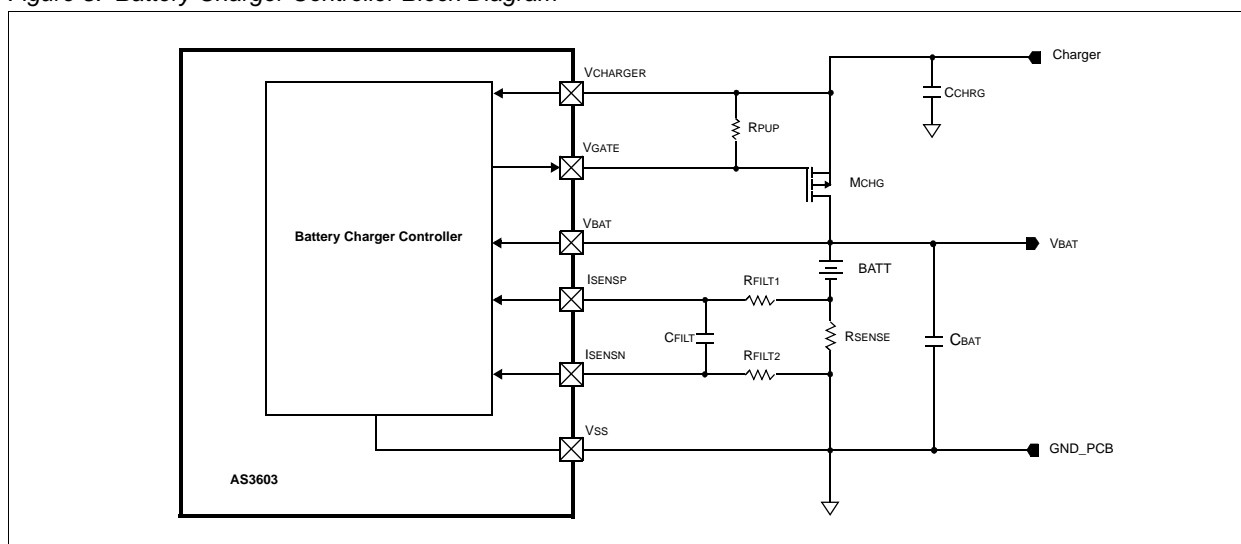 Figure Battery Charger Controller Block Diagram
VCHARGER
Charger
CCHRG
RPUP
VGATE
MCHG
VBAT
VBAT
Battery Charger Controller
BATT
ISENSP
RFILT1
CFILT
RSENSE
CBAT
ISENSN
RFILT2
VSS
GND_PCB
AS3603